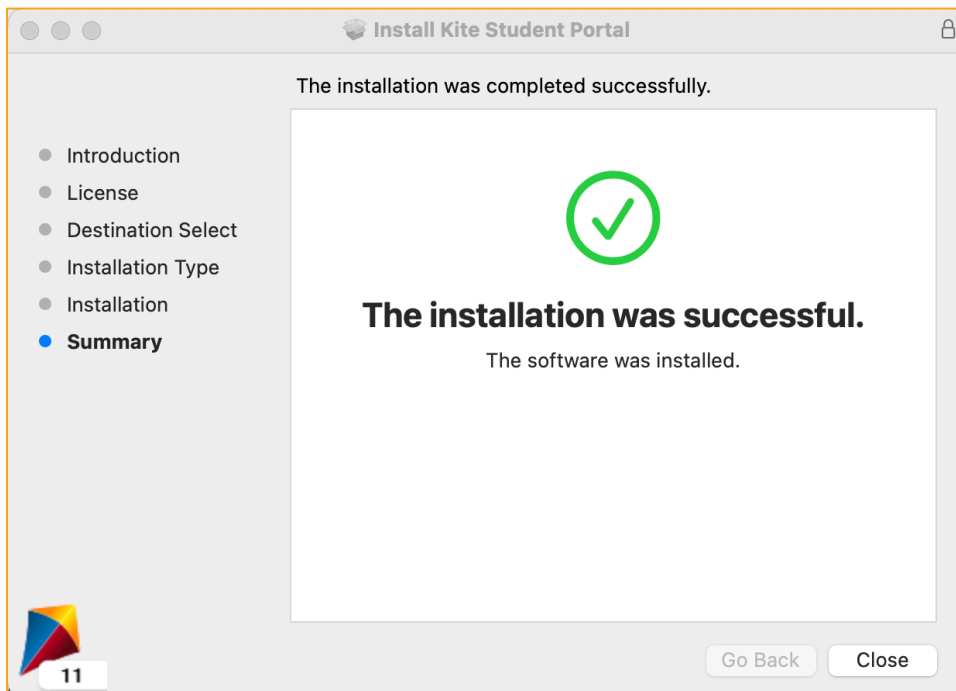 Install Kite Student Portal
The installation was completed successfully.
Introduction
License
Destination Select
Installation Type
Installation
Summary
The installation was successful.
The software was installed.
11
Go Back
Close